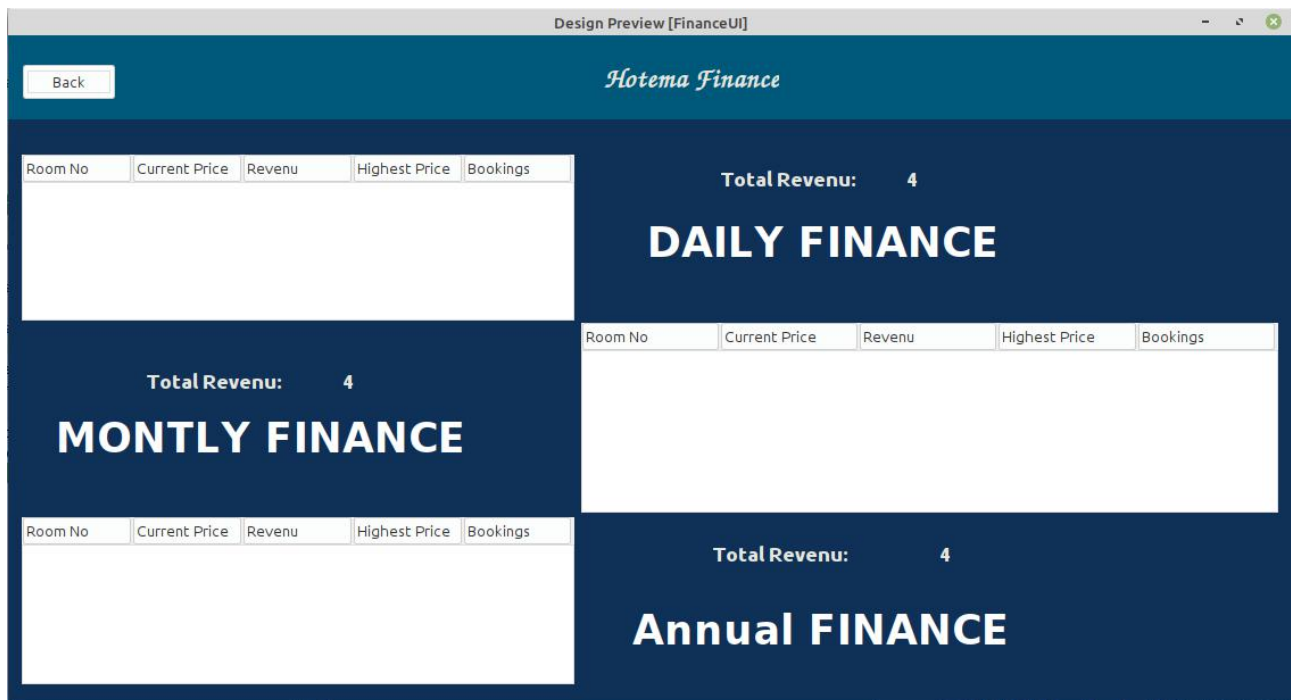 Design Preview [FinanceUI]
Back
Hotema Finance
Room No Current Price Revenu Highest Price Bookings
Total Revenu: 4
DAILY FINANCE
Room No Current Price Revenu Highest Price Bookings
Total Revenu: 4
MONTLY FINANCE
Room No Current Price Revenu Highest Price Bookings
Total Revenu: 4
Annual FINANCE